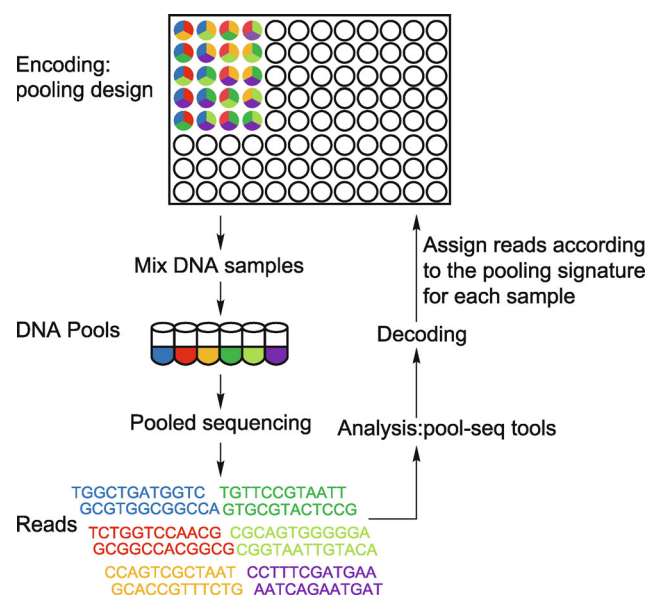 Encoding:
pooling design
Mix DNA samples
DNA Pools
Pooled sequencing
Reads
TGGCTGATGGTC TGTTCCGTAATT
GCGTGGCGGCCA GTGCGTACTCCG
TCTGGTCCAACG CGCAGTGGGGGA
GCGGCCACGGCG CGGTAATTGTACA
CCAGTCGCTAAT CCTTTCGATGAA
GCACCGTTTCTG AATCAGAATGAT
Analysis:pool-seq tools
Decoding
Assign reads according
to the pooling signature
for each sample